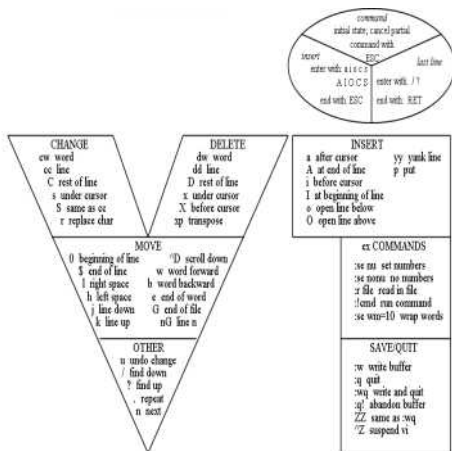 command
initial state, cancel partial
command with
ESC
insert
enter with: a i o c s
A I O C S
end with: ESC
last line
enter with: : / ?
end with: RET
CHANGE
cw word
cc line
C rest of line
s under cursor
S same as cc
r replace char
DELETE
dw word
dd line
D rest of line
x under cursor
X before cursor
xp transpose
MOVE
0 beginning of line
$ end of line
l right space
h left space
j line down
k line up
^D scroll down
w word forward
b word backward
e end of word
G end of file
nG line n
OTHER
u undo change
/ find down
? find up
. repeat
n next
INSERT
a after cursor
A at end of line
i before cursor
I at beginning of line
o open line below
O open line above
yy yank line
p put
ex COMMANDS
:se nu set numbers
:se nonu no numbers
:r file read in file
:!cmd run command
:se wm=10 wrap words
SAVE/QUIT
:w write buffer
:q quit
:wq write and quit
:q! abandon buffer
ZZ same as :wq
^Z suspend vi